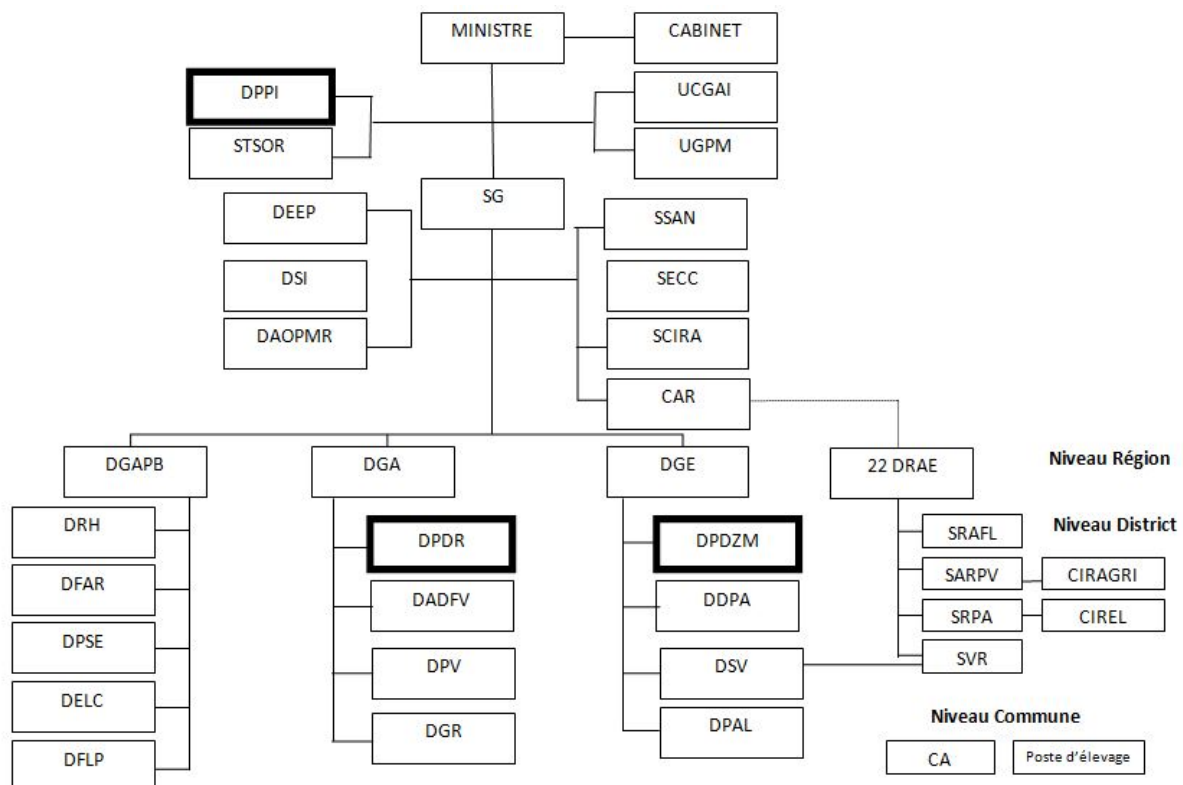 MINISTRE
CABINET
DPPI
UCGAI
STSOR
UGPM
SG
DEEP
SSAN
DSI
SECC
DAOPMR
SCIRA
CAR
DGAPB
DGA
DGE
22 DRAE
Niveau Région
DRH
DPDR
DPDZM
SRAFL
Niveau District
DFAR
DADFV
DDPA
SARPV
CIRAGRI
DPSE
DPV
DSV
SRPA
CIREL
SVR
DELC
DGR
DPAL
Niveau Commune
DFLP
CA
Poste d'élevage